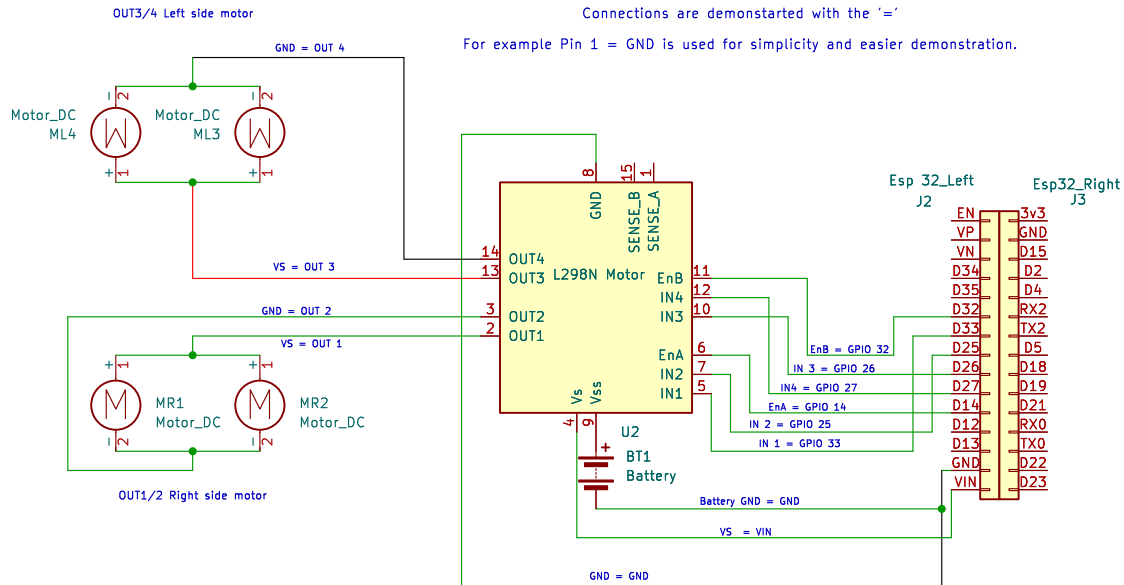 OUT3/4 Left side motor
Connections are demonstarted with the '='
For example Pin 1 = GND is used for simplicity and easier demonstration.
GND = OUT 4
- 2
- 2
Motor_DC
ML4
Motor_DC
ML3
+ 1
+ 1
VS = OUT 3
GND = OUT 2
VS = OUT 1
+ 1
+ 1
MR1
Motor_DC
MR2
Motor_DC
- 2
- 2
OUT1/2 Right side motor
8
15
1
GND
SENSE_B
SENSE_A
14 OUT4
13 OUT3
3 OUT2
2 OUT1
L298N Motor
EnB 11
IN4 12
IN3 10
EnA 6
IN2 7
IN1 5
Vs
Vss
4
9
U2
+
BT1
Battery
EnB = GPIO 32
IN 3 = GPIO 26
IN4 = GPIO 27
EnA = GPIO 14
IN 2 = GPIO 25
IN 1 = GPIO 33
Battery GND = GND
VS = VIN
GND = GND
Esp 32_Left
J2
Esp32_Right
J3
EN
VP
VN
D34
D35
D32
D33
D25
D26
D27
D14
D12
D13
GND
VIN
3v3
GND
D15
D2
D4
RX2
TX2
D5
D18
D19
D21
RX0
TX0
D22
D23